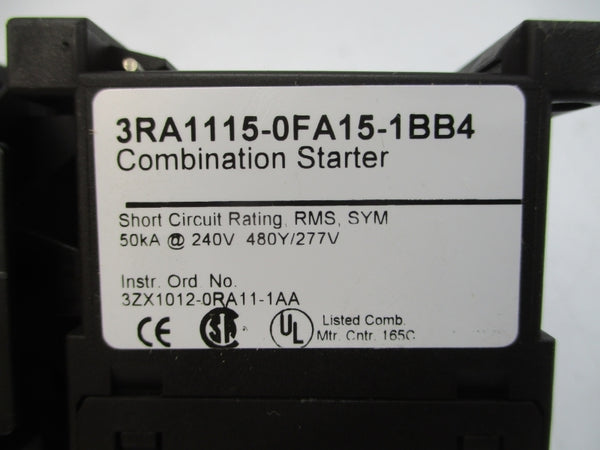 3RA1115-0FA15-1BB4
Combination Starter
Short Circuit Rating, RMS, SYM
50kA @ 240V 480Y/277V
Instr. Ord. No.
3ZX1012-0RA11-1AA
CE SA UL Listed Comb.
Mtr. Cntr. 165C